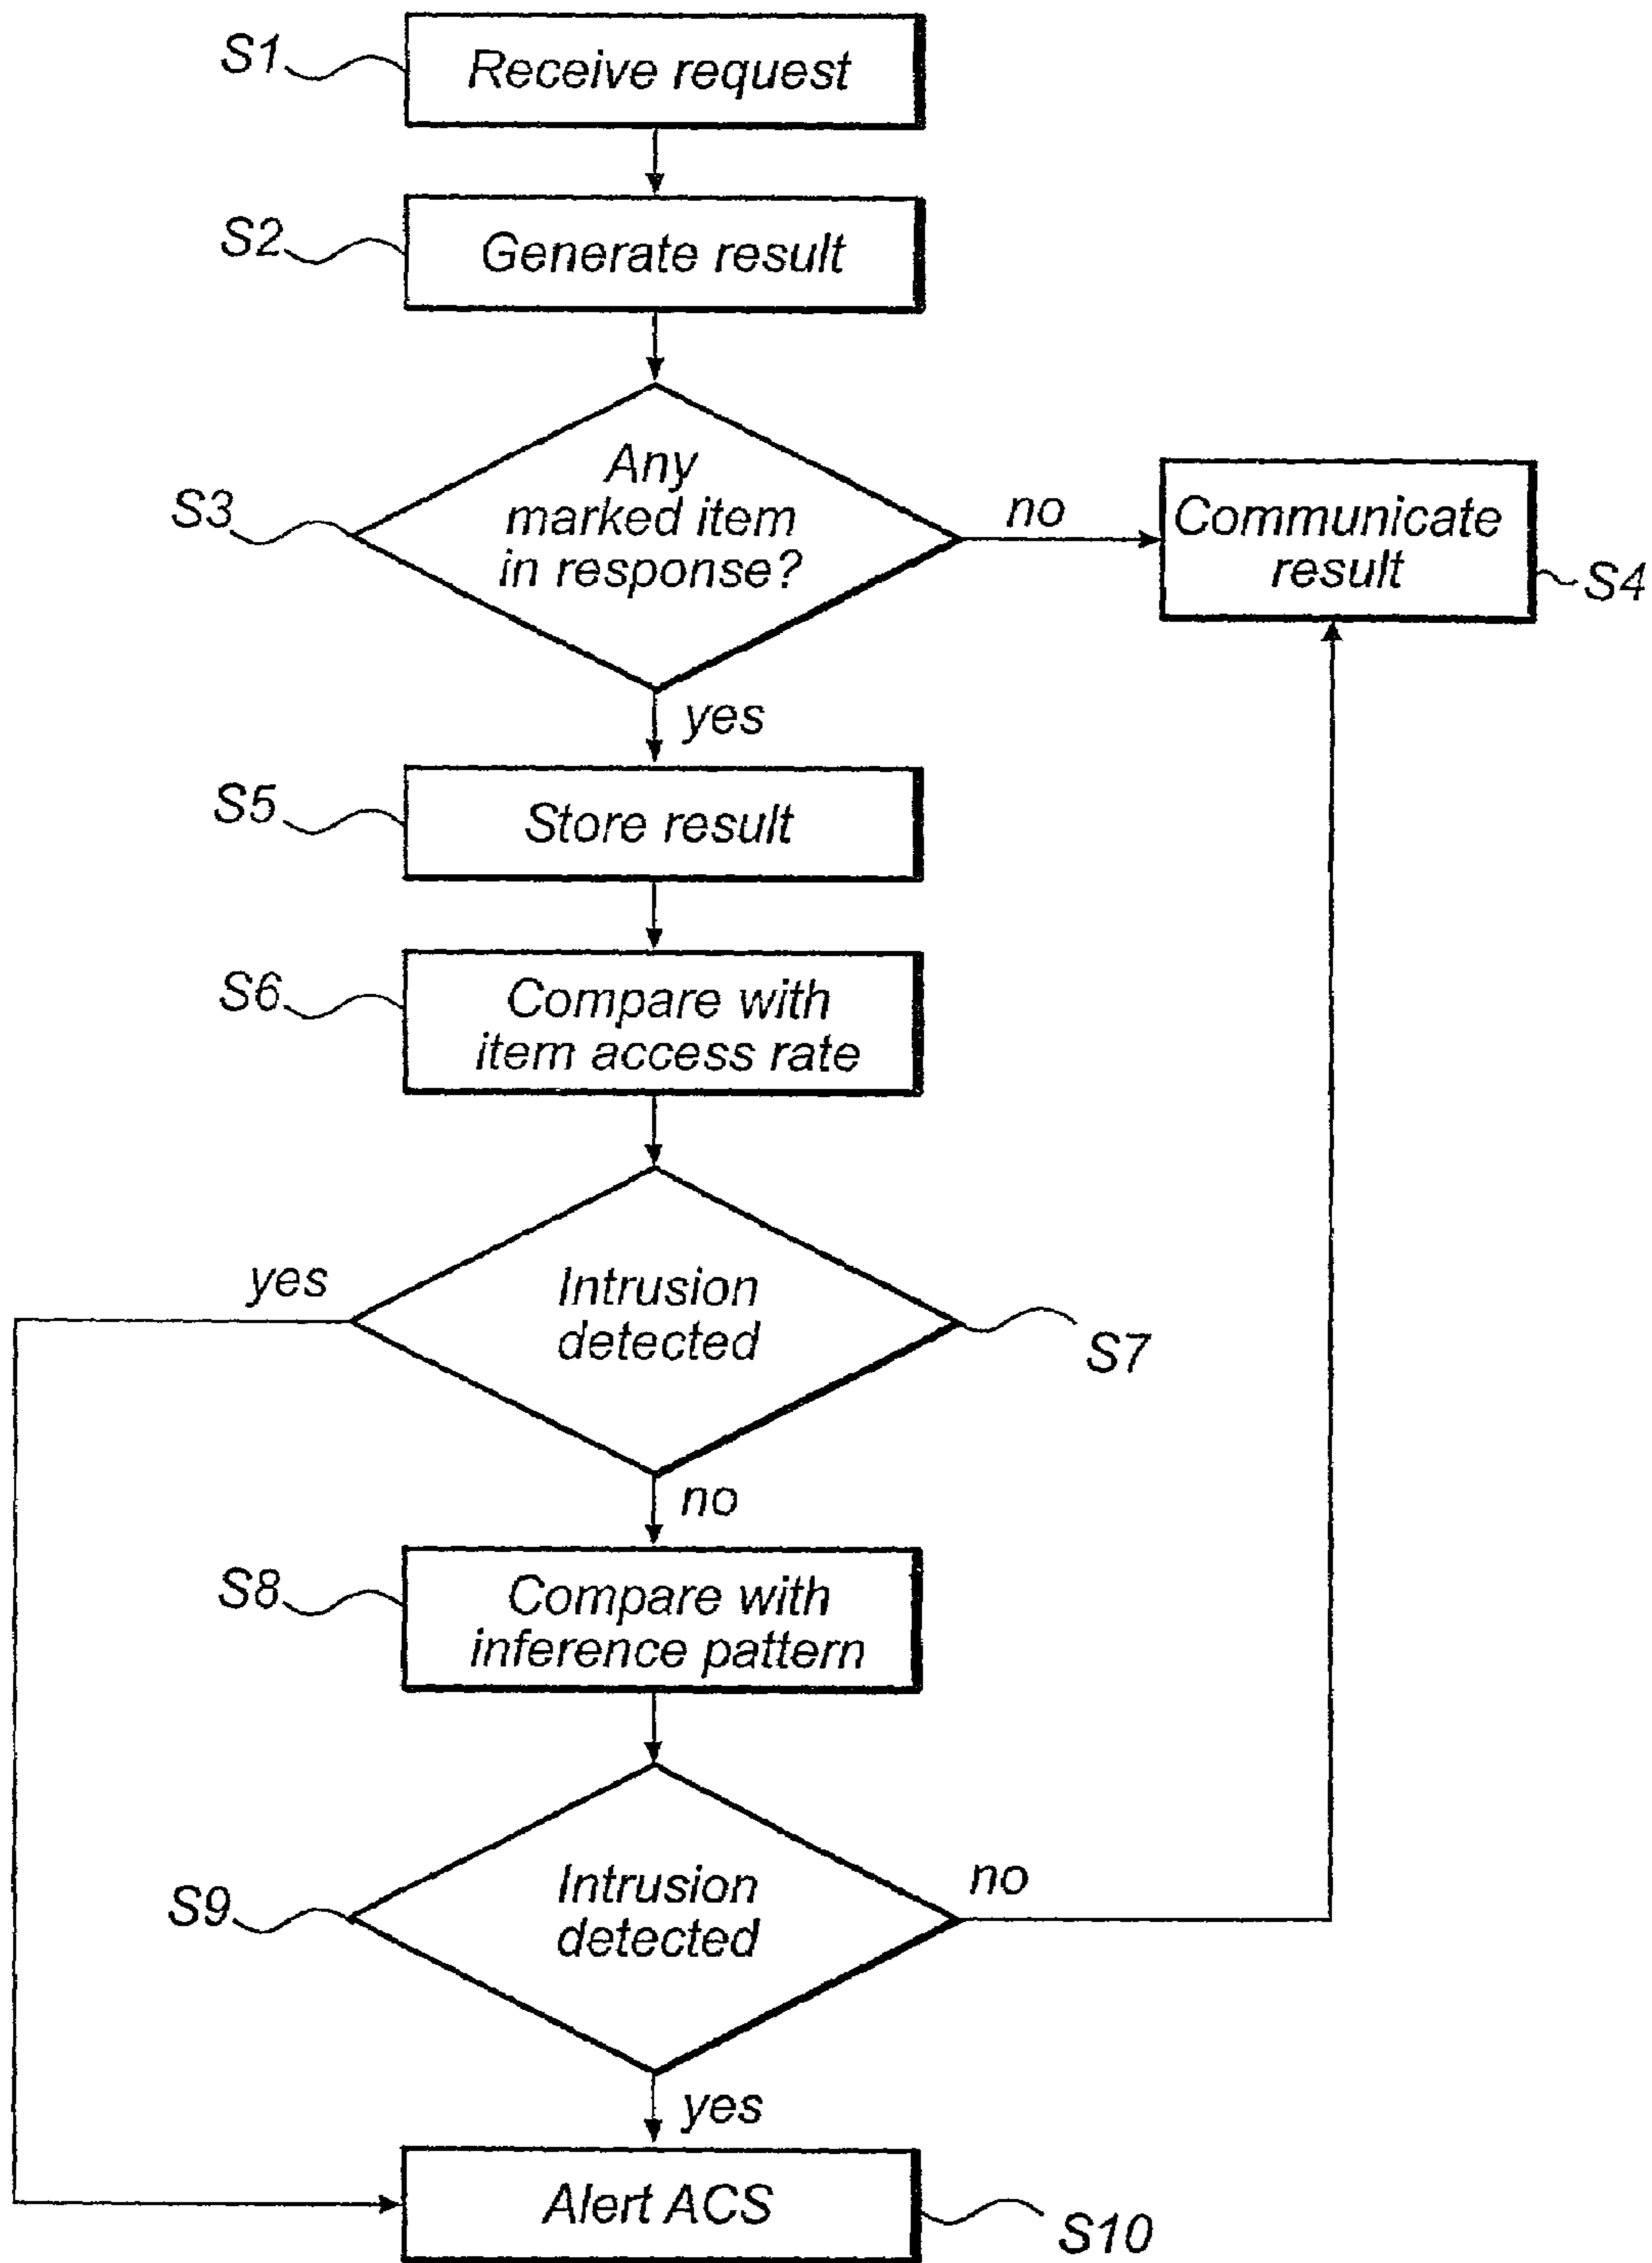 S1
Receive request
S2
Generate result
S3
Any
marked item
in response?
no
Communicate
result
S4
yes
S5
Store result
S6
Compare with
item access rate
yes
Intrusion
detected
S7
no
S8
Compare with
inference pattern
S9
Intrusion
detected
no
yes
Alert ACS
S10